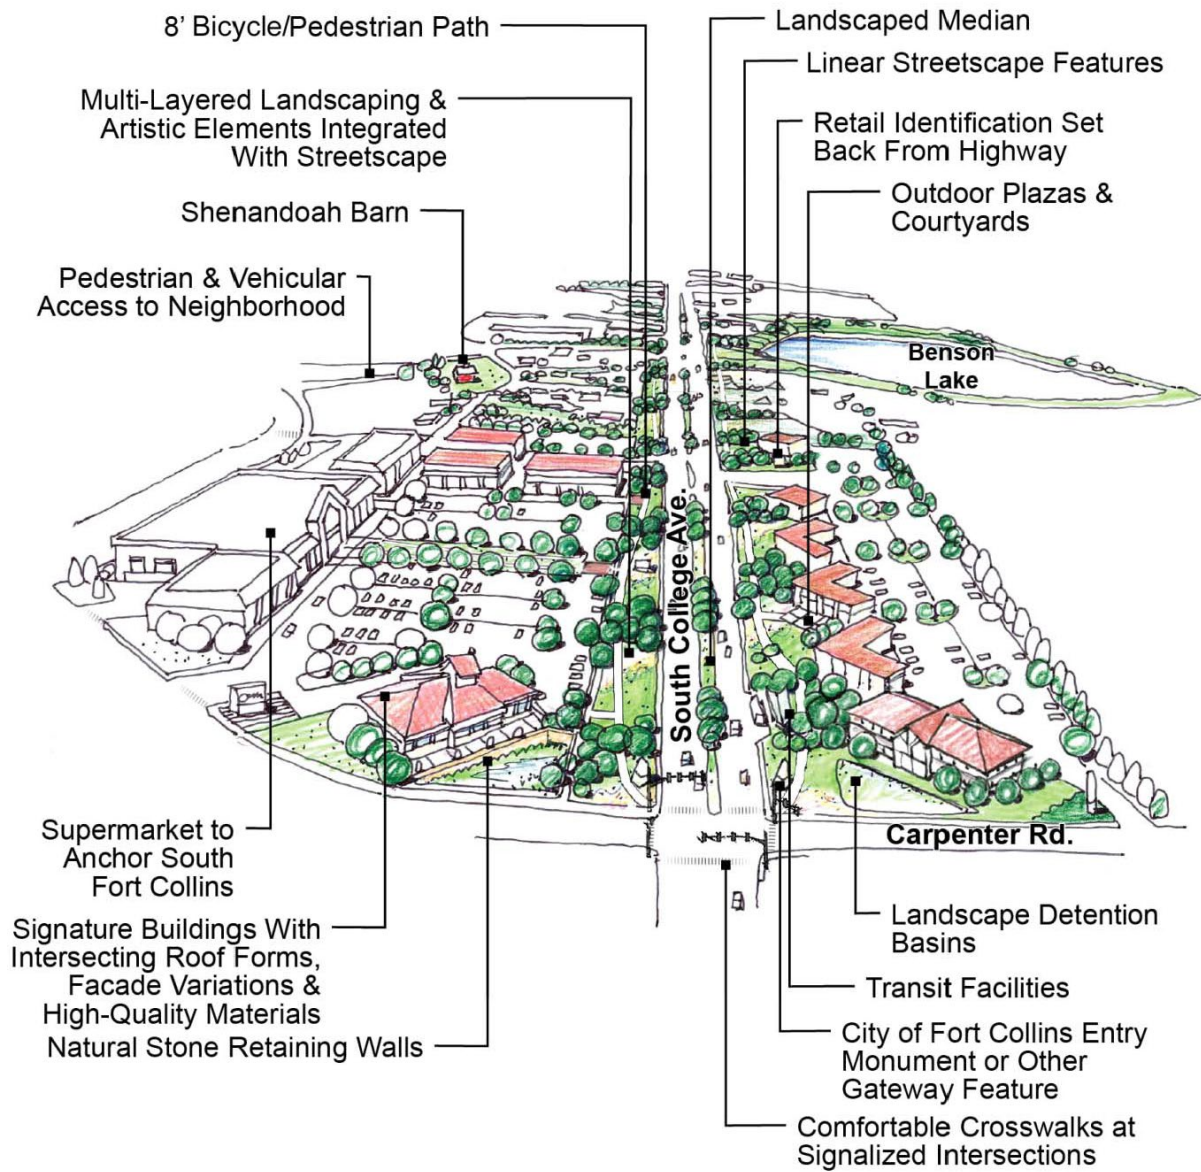 8' Bicycle/Pedestrian Path
Multi-Layered Landscaping &
Artistic Elements Integrated
With Streetscape
Shenandoah Barn
Pedestrian & Vehicular
Access to Neighborhood
Landscaped Median
Linear Streetscape Features
Retail Identification Set
Back From Highway
Outdoor Plazas &
Courtyards
Benson
Lake
South College Ave.
Carpenter Rd.
Supermarket to
Anchor South
Fort Collins
Signature Buildings With
Intersecting Roof Forms,
Facade Variations &
High-Quality Materials
Natural Stone Retaining Walls
Landscape Detention
Basins
Transit Facilities
City of Fort Collins Entry
Monument or Other
Gateway Feature
Comfortable Crosswalks at
Signalized Intersections